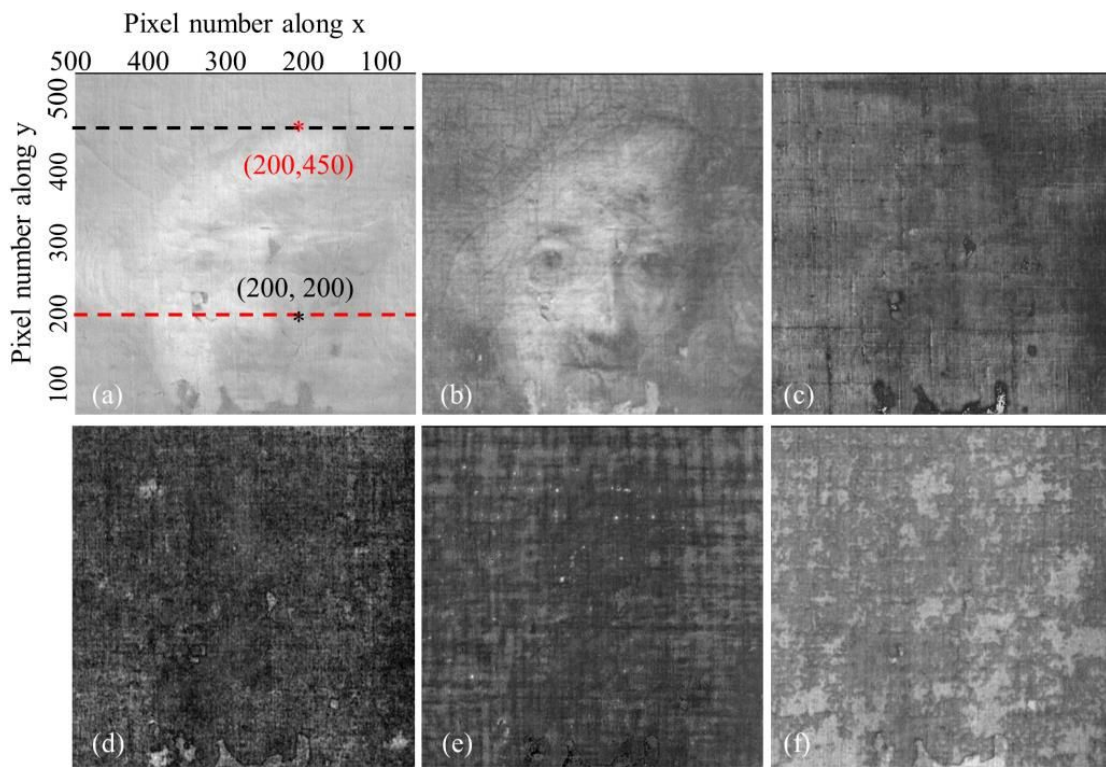 Pixel number along x
500 400 300 200 100
Pixel number along y
500
400
300
200
100
*
(200,450)
(200, 200)
*
(a)
(b)
(c)
(d)
(e)
(f)